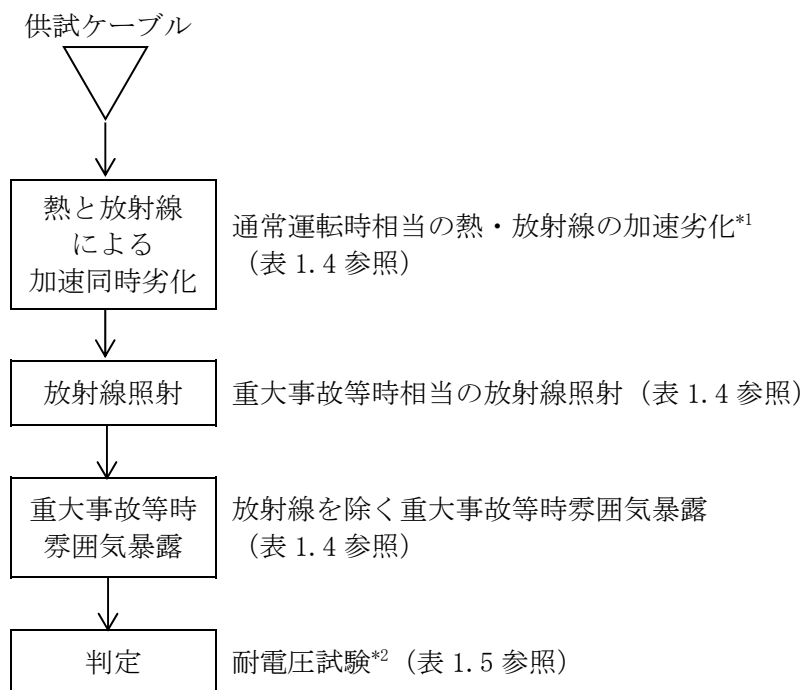 供試ケーブル
熱と放射線
による
加速同時劣化
通常運転時相当の熱・放射線の加速劣化*1
（表 1.4 参照）
放射線照射
重大事故等時相当の放射線照射（表 1.4 参照）
重大事故等時
雰囲気暴露
放射線を除く重大事故等時雰囲気暴露
（表 1.4 参照）
判定
耐電圧試験*2（表 1.5 参照）